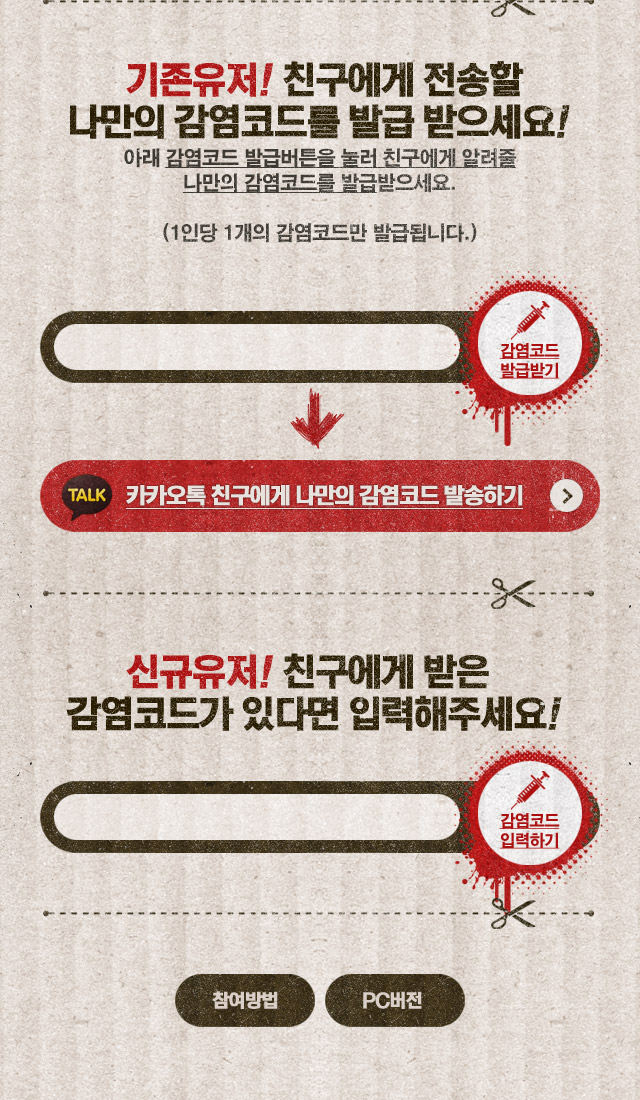 기존유저! 친구에게 전송할
나만의 감염코드를 발급 받으세요!
아래 감염코드 발급버튼을 눌러 친구에게 알려줄
나만의 감염코드를 발급받으세요.
(1인당 1개의 감염코드만 발급됩니다.)
감염코드
발급받기
TALK 카카오톡 친구에게 나만의 감염코드 발송하기
신규유저! 친구에게 받은
감염코드가 있다면 입력해주세요!
감염코드
입력하기
참여방법 PC버전